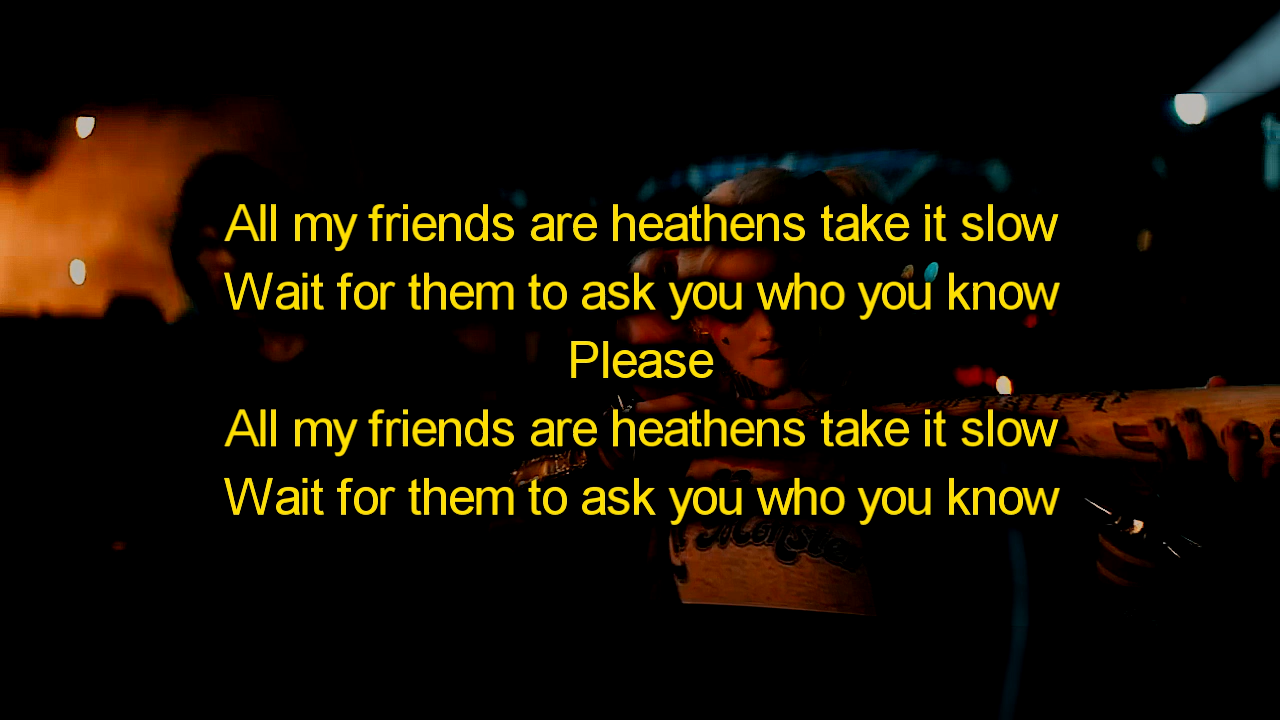 All my friends are heathens take it slow
Wait for them to ask you who you know
Please
All my friends are heathens take it slow
Wait for them to ask you who you know